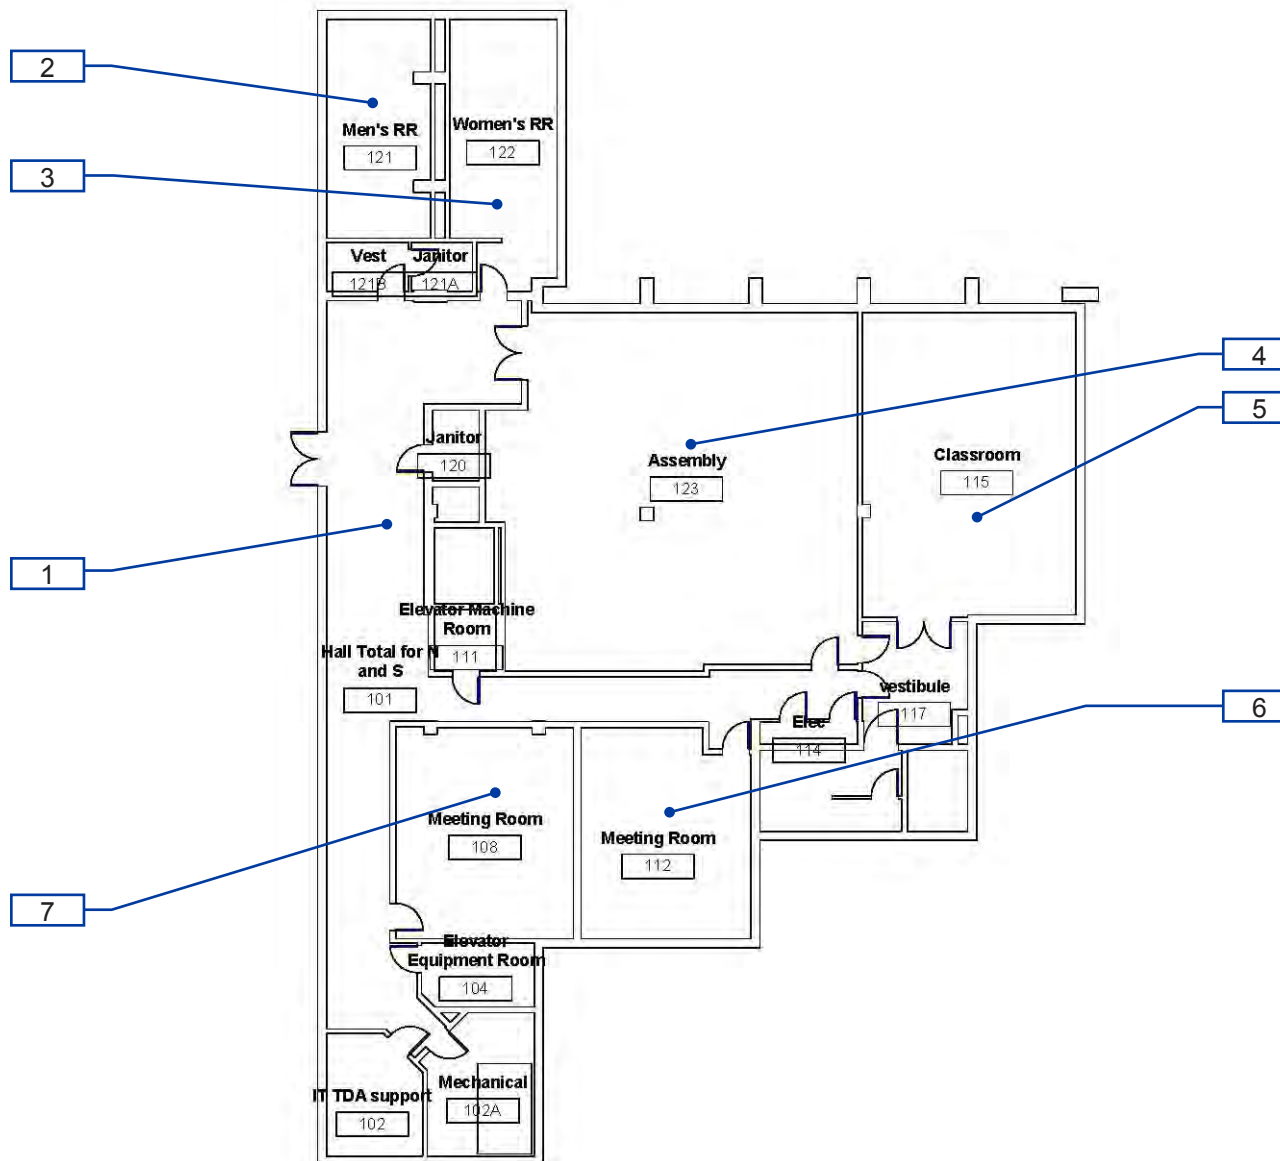 2
Men's RR
121
Women's RR
122
3
Vest
121B
Janitor
121A
4
5
Janitor
120
Assembly
123
Classroom
115
1
Elevator Machine
Room
111
Hall Total for N
and S
101
vestibule
117
6
Elec
114
Meeting Room
108
Meeting Room
112
7
Elevator
Equipment Room
104
IT TDA support
102
Mechanical
102A